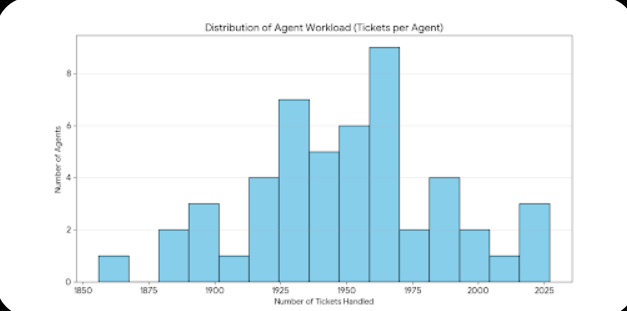 Distribution of Agent Workload (Tickets per Agent)
Number of Agents
8
6
4
2
0
1850 1875 1900 1925 1950 1975 2000 2025
Number of Tickets Handled